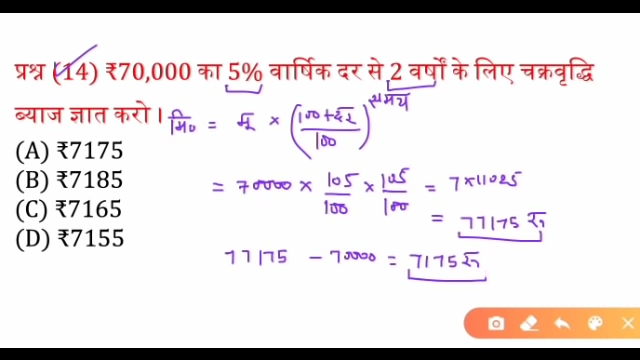 प्रश्न (14) ₹70,000 का 5% वार्षिक दर से 2 वर्षों के लिए चक्रवृद्धि
ब्याज ज्ञात करो।
मि० = मू × (100+दर/100)^समय
(A) ₹7175
(B) ₹7185
(C) ₹7165
(D) ₹7155
= 70000 × 105/100 × 105/100 = 7×11025
= 77175 रू
77175 - 70000 = 7175 रू